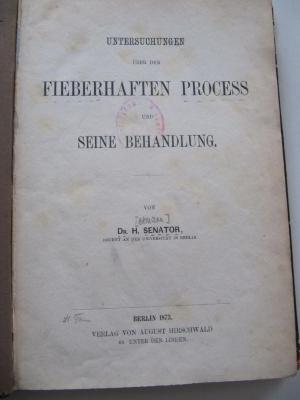 UNTERSUCHUNGEN
ÜBER DEN
FIEBERHAFTEN PROCESS
UND
SEINE BEHANDLUNG.
VON
DR. H. SENATOR,
DOCENT AN DER UNIVERSITÄT IN BERLIN.
BERLIN 1873.
VERLAG VON AUGUST HIRSCHWALD
68. UNTER DEN LINDEN.